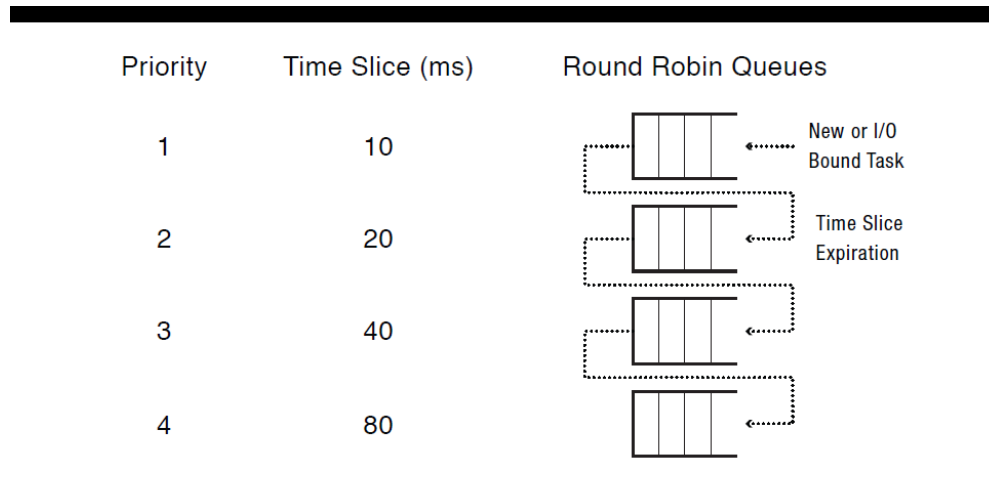 Priority Time Slice (ms) Round Robin Queues
1 10
New or I/O
Bound Task
2 20
Time Slice
Expiration
3 40
4 80